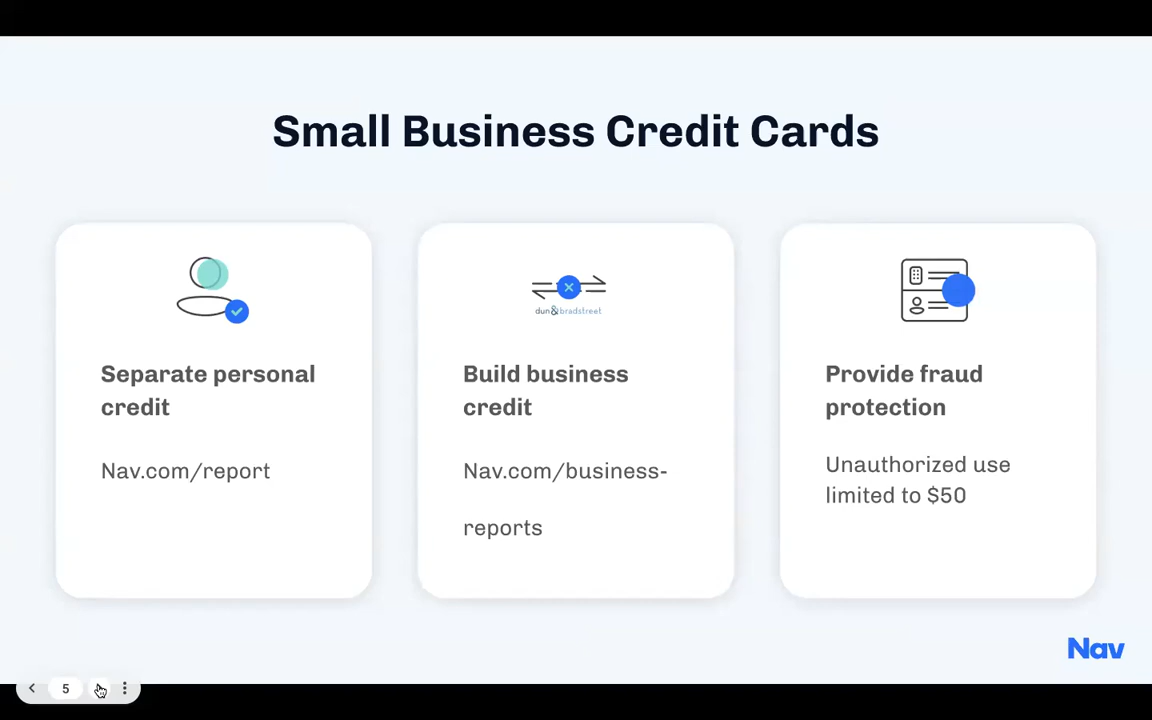 Small Business Credit Cards
dun&bradstreet
Separate personal
credit
Nav.com/report
Build business
credit
Nav.com/business-
reports
Provide fraud
protection
Unauthorized use
limited to $50
Nav
5